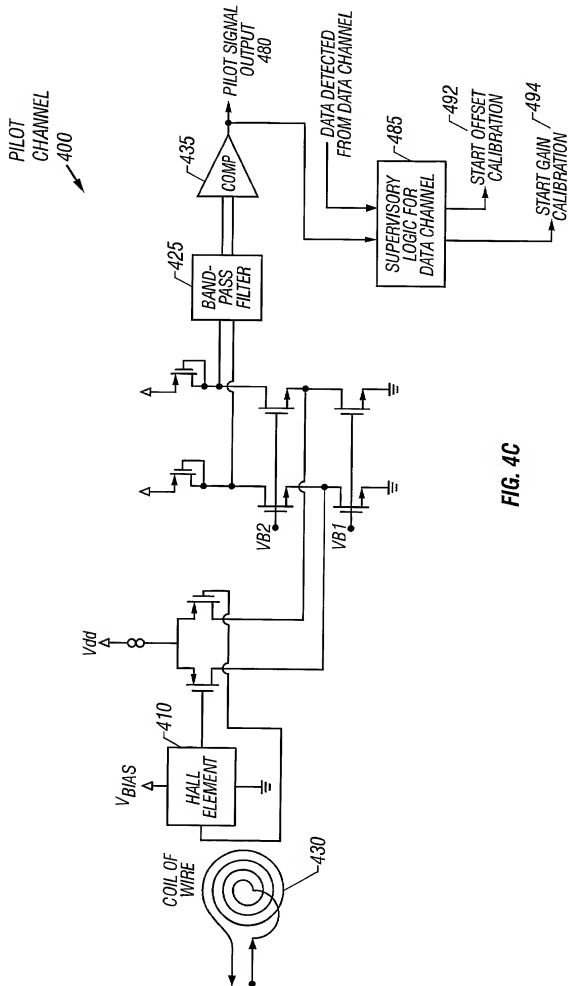 PILOT
CHANNEL
400
COIL OF
WIRE
430
VBIAS
410
HALL
ELEMENT
Vdd
VB2
VB1
425
BAND-
PASS
FILTER
435
COMP
PILOT SIGNAL
OUTPUT
480
DATA DETECTED
FROM DATA CHANNEL
485
SUPERVISORY
LOGIC FOR
DATA CHANNEL
492
START OFFSET
CALIBRATION
494
START GAIN
CALIBRATION
FIG. 4C